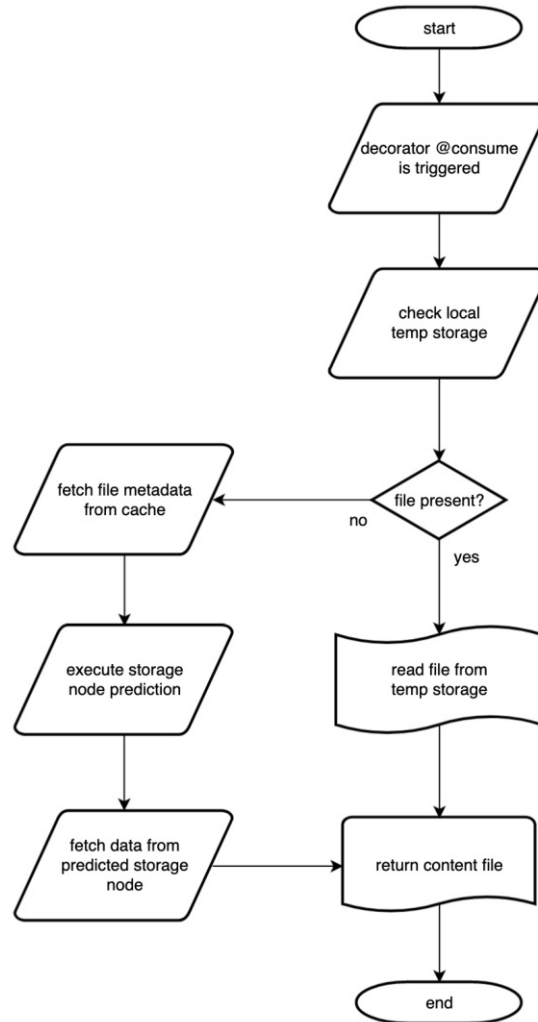 start
decorator @consume
is triggered
check local
temp storage
file present?
no
yes
fetch file metadata
from cache
execute storage
node prediction
fetch data from
predicted storage
node
read file from
temp storage
return content file
end